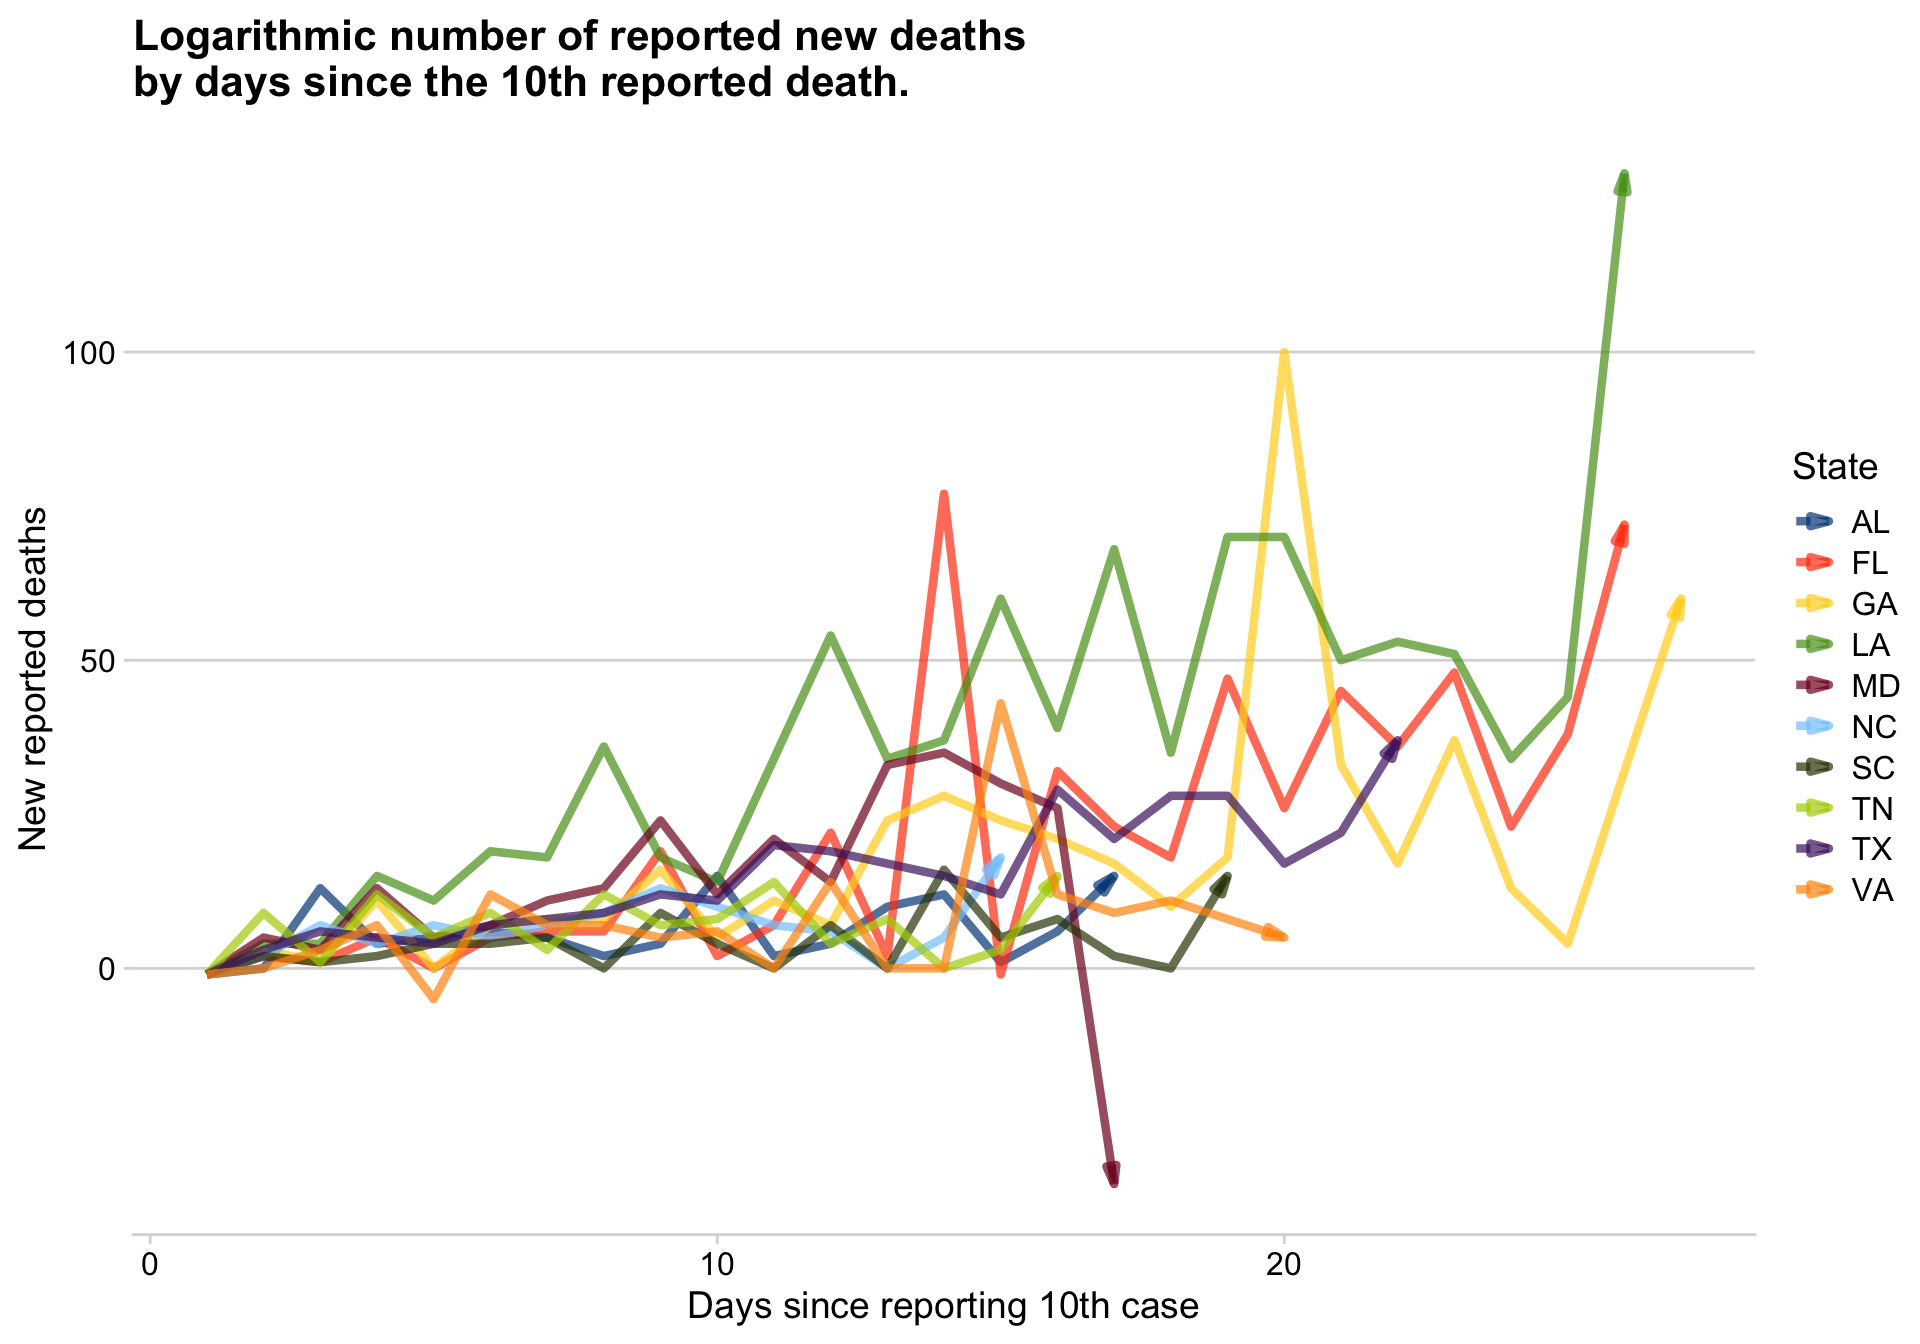 Logarithmic number of reported new deaths
by days since the 10th reported death.
New reported deaths
100
50
0
0
10
20
Days since reporting 10th case
State
AL
FL
GA
LA
MD
NC
SC
TN
TX
VA